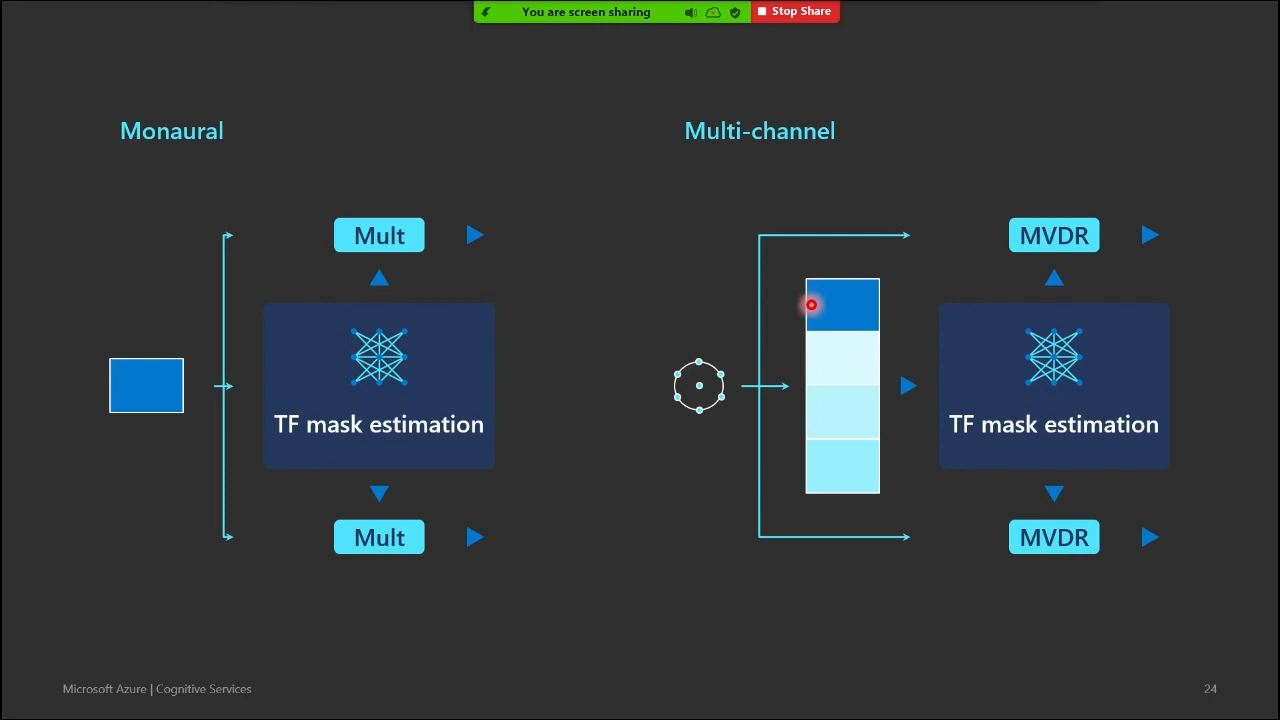 You are screen sharing
Stop Share
Monaural
Multi-channel
Mult
MVDR
TF mask estimation
TF mask estimation
Mult
MVDR
Microsoft Azure | Cognitive Services
24